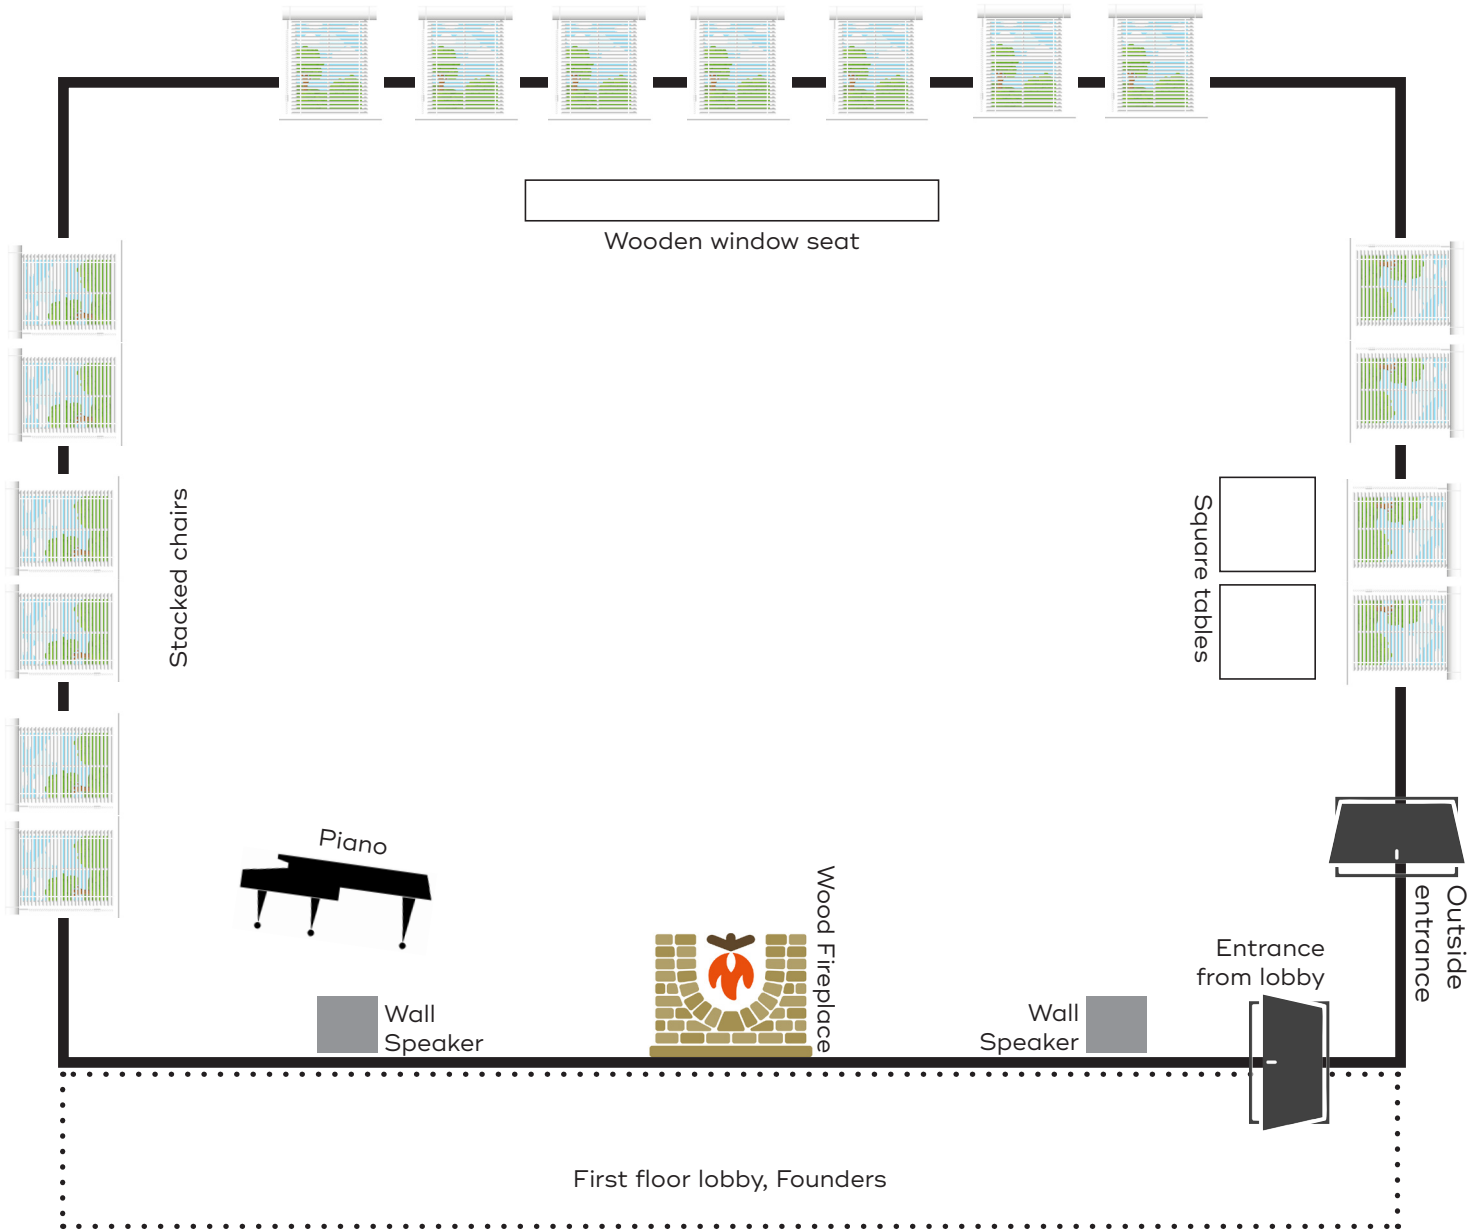 Wooden window seat
Stacked chairs
Square tables
Piano
Wood Fireplace
Outside
entrance
Entrance
from lobby
Wall
Speaker
Wall
Speaker
First floor lobby, Founders